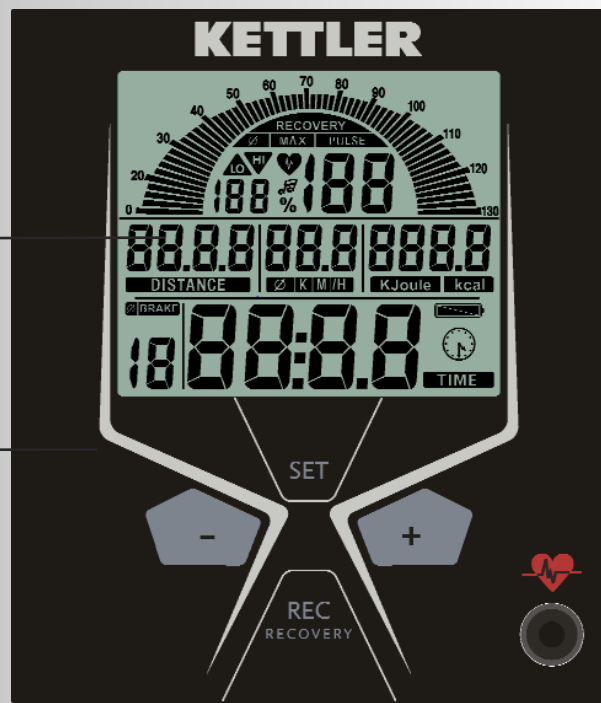 KETTLER
0 20 30 40 50 60 70 80 90 100 110 120 130
RECOVERY
Ø MAX PULSE
LO HI
188 % 188
88.8.8 88.8 888.8
DISTANCE Ø K M /H KJoule kcal
Ø BRAKE
18 88:8.8
TIME
SET
- +
REC
RECOVERY